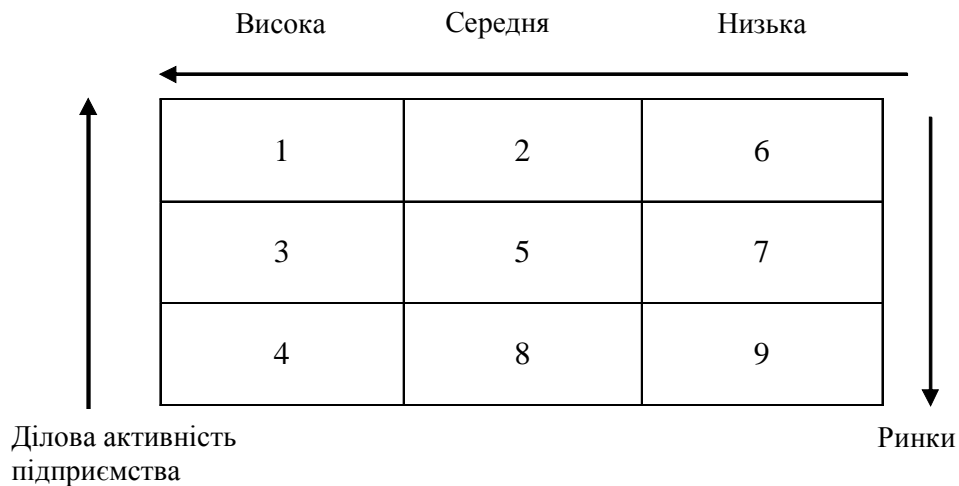 Висока Середня Низька
1 2 6
3 5 7
4 8 9
Ділова активність
підприємства
Ринки